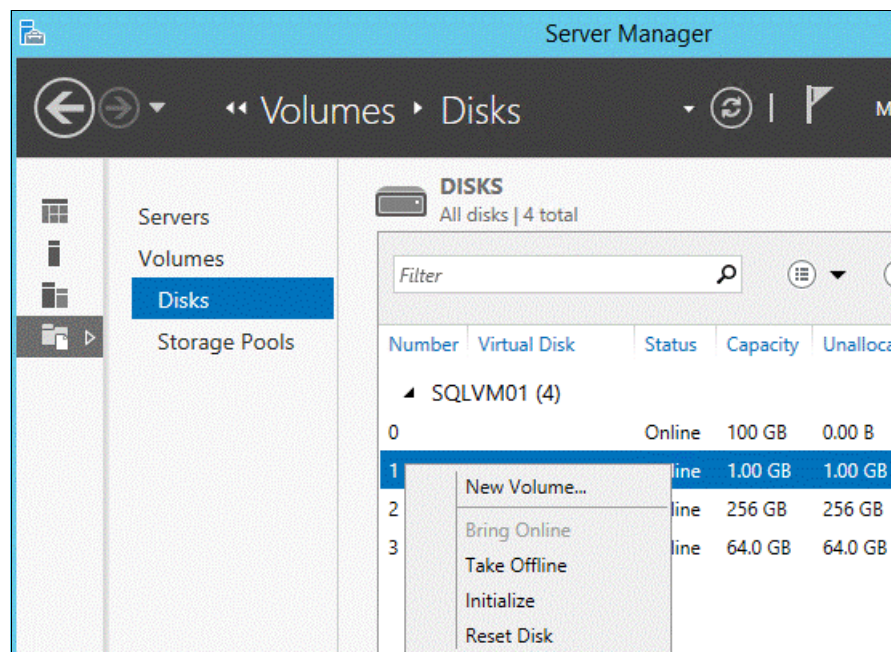 Server Manager
Volumes Disks
M
Servers
Volumes
Disks
Storage Pools
DISKS
All disks | 4 total
Filter
Number Virtual Disk Status Capacity Unalloca
SQLVM01 (4)
0 Online 100 GB 0.00 B
1 line 1.00 GB 1.00 GB
2 line 256 GB 256 GB
3 line 64.0 GB 64.0 GB
New Volume...
Bring Online
Take Offline
Initialize
Reset Disk